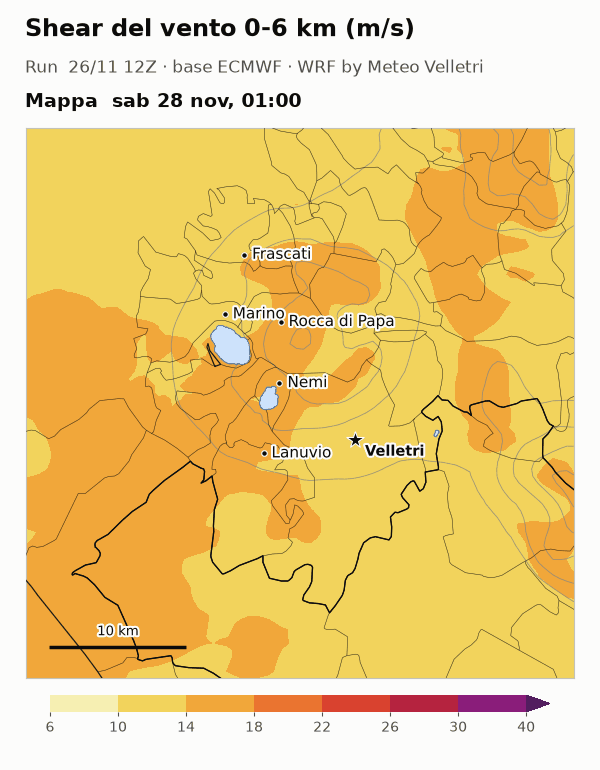 Shear del vento 0-6 km (m/s)
Run  26/11 12Z · base ECMWF · WRF by Meteo Velletri
Mappa  sab 28 nov, 01:00
Frascati
Marino
Rocca di Papa
Nemi
Velletri
Lanuvio
10 km
6 10 14 18 22 26 30 40